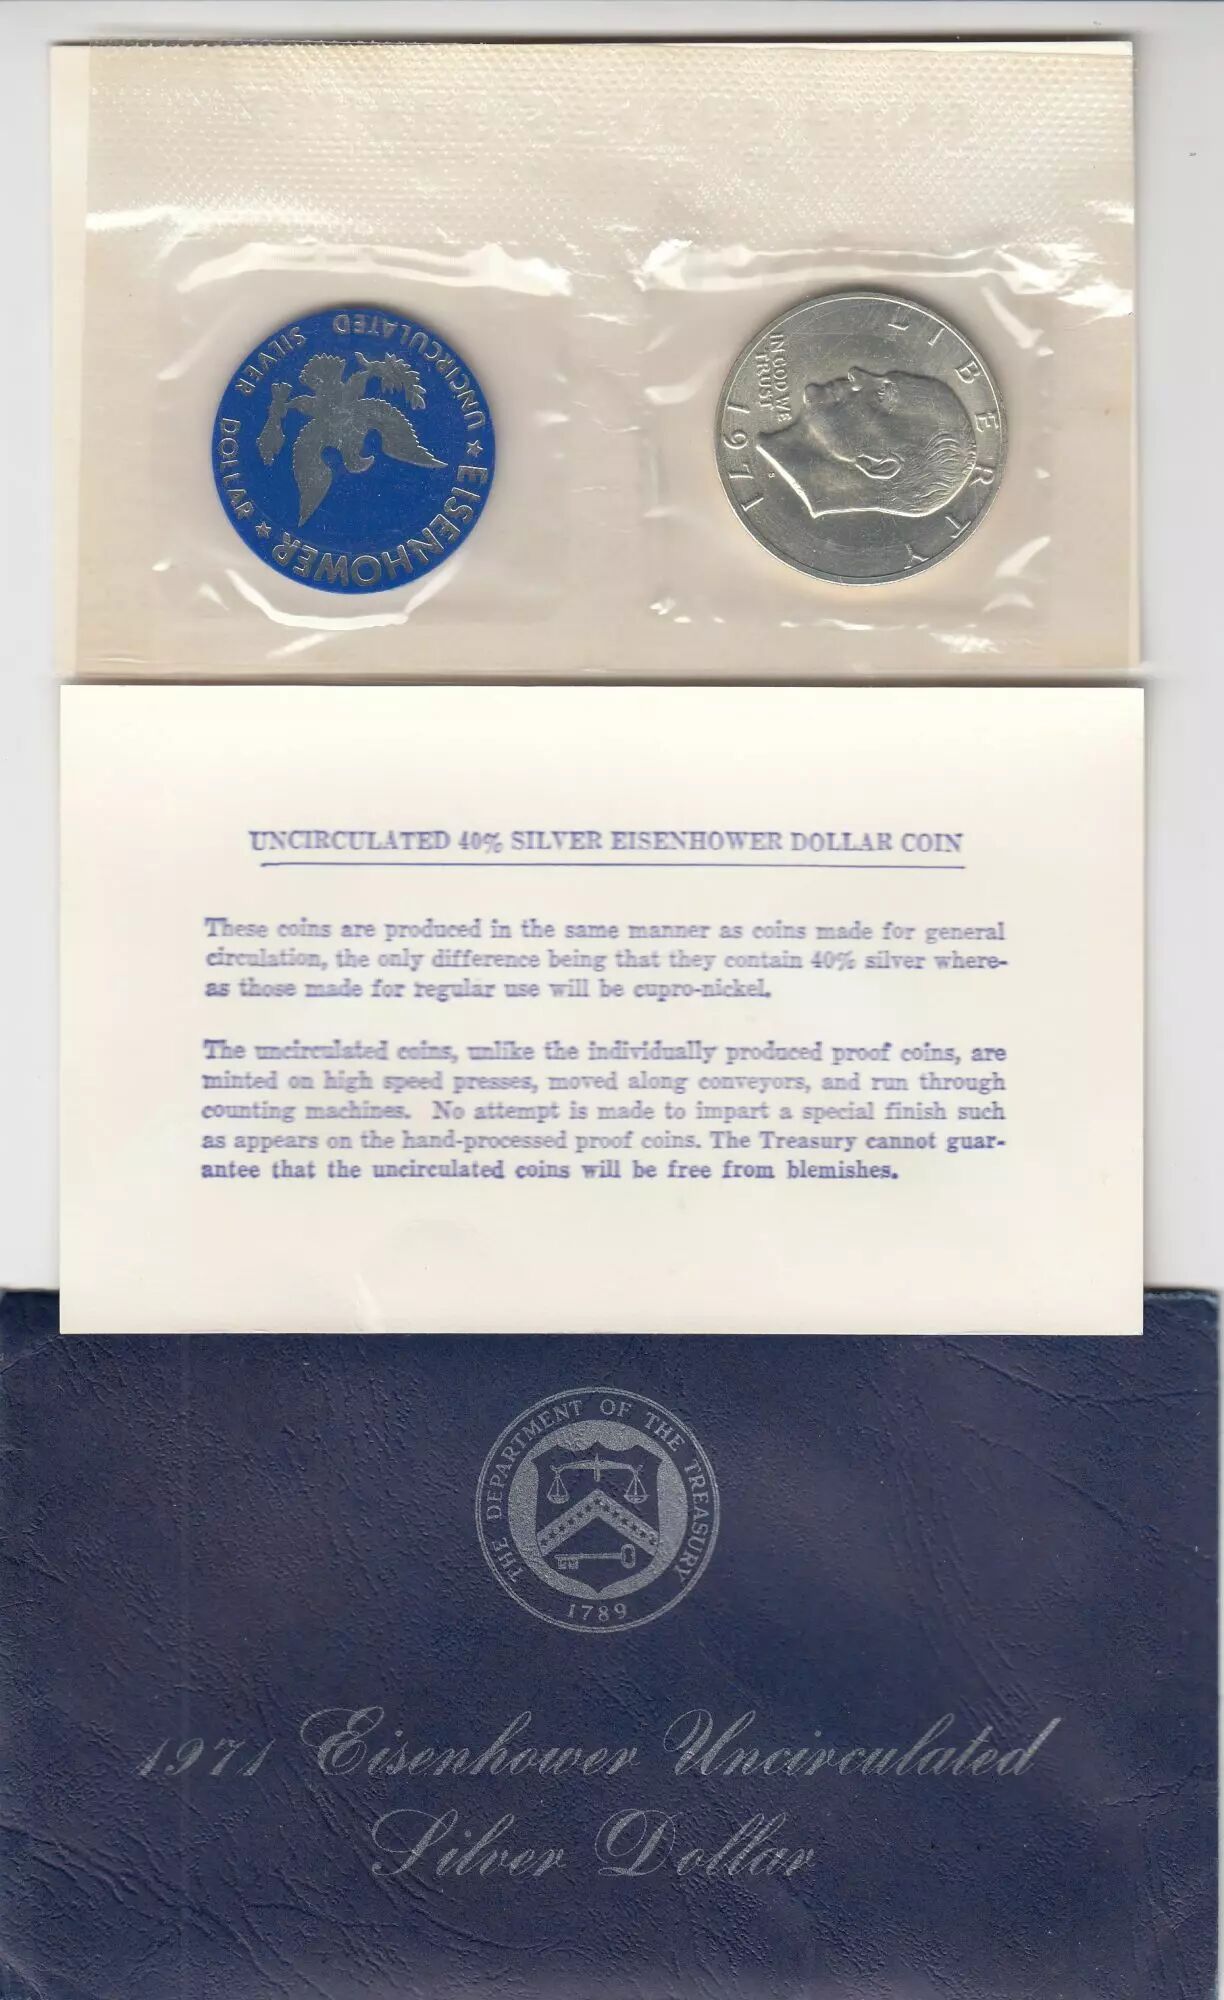 UNCIRCULATED
SILVER DOLLAR
★ EISENHOWER ★
LIBERTY
IN GOD WE
TRUST
S
1971
UNCIRCULATED 40% SILVER EISENHOWER DOLLAR COIN
These coins are produced in the same manner as coins made for general
circulation, the only difference being that they contain 40% silver where-
as those made for regular use will be cupro-nickel.
The uncirculated coins, unlike the individually produced proof coins, are
minted on high speed presses, moved along conveyors, and run through
counting machines. No attempt is made to impart a special finish such
as appears on the hand-processed proof coins. The Treasury cannot guar-
antee that the uncirculated coins will be free from blemishes.
THE DEPARTMENT OF THE TREASURY
1789
1971 Eisenhower Uncirculated
Silver Dollar